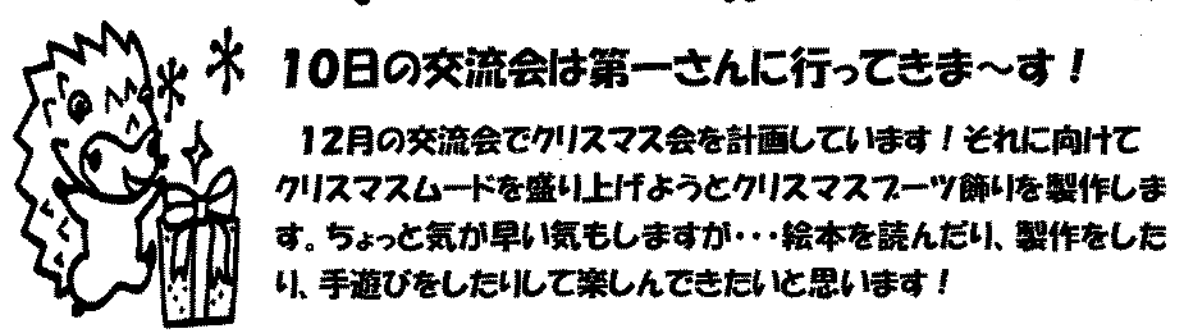 10日の交流会は第一さんに行ってきま～す！
12月の交流会でクリスマス会を計画しています！それに向けて
クリスマスムードを盛り上げようとクリスマスブーツ飾りを製作しま
す。ちょっと気が早い気もしますが・・・絵本を読んだり、製作をした
り、手遊びをしたりして楽しんできたいと思います！